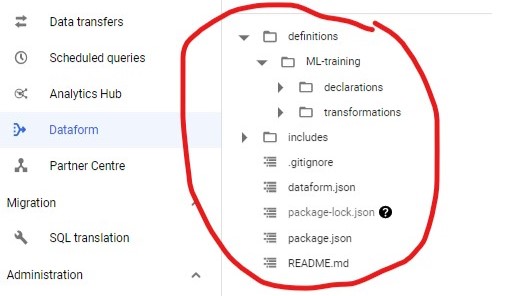 Data transfers
Scheduled queries
Analytics Hub
Dataform
Partner Centre
Migration
SQL translation
Administration
definitions
ML-training
declarations
transformations
includes
.gitignore
dataform.json
package-lock.json ?
package.json
README.md